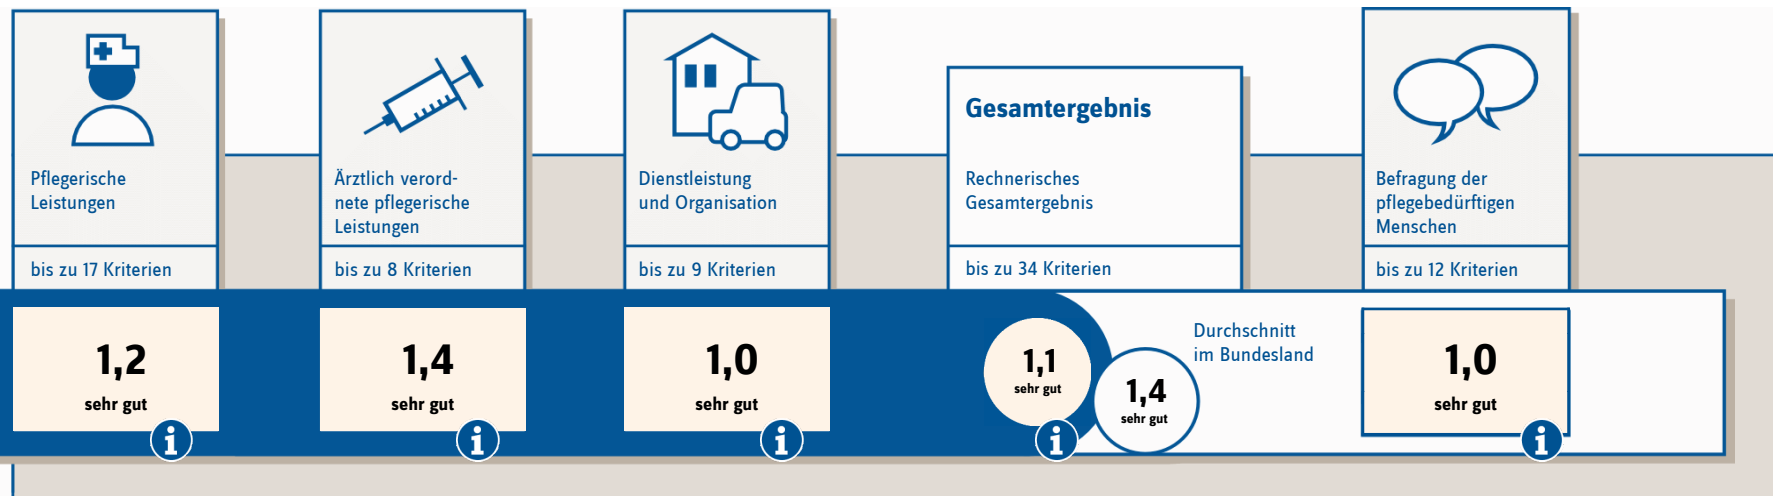 Pflegerische
Leistungen
bis zu 17 Kriterien
1,2
sehr gut
i
Ärztlich verord-
nete pflegerische
Leistungen
bis zu 8 Kriterien
1,4
sehr gut
i
Dienstleistung
und Organisation
bis zu 9 Kriterien
1,0
sehr gut
i
Gesamtergebnis
Rechnerisches
Gesamtergebnis
bis zu 34 Kriterien
1,1
sehr gut
i
1,4
sehr gut
Durchschnitt
im Bundesland
Befragung der
pflegebedürftigen
Menschen
bis zu 12 Kriterien
1,0
sehr gut
i